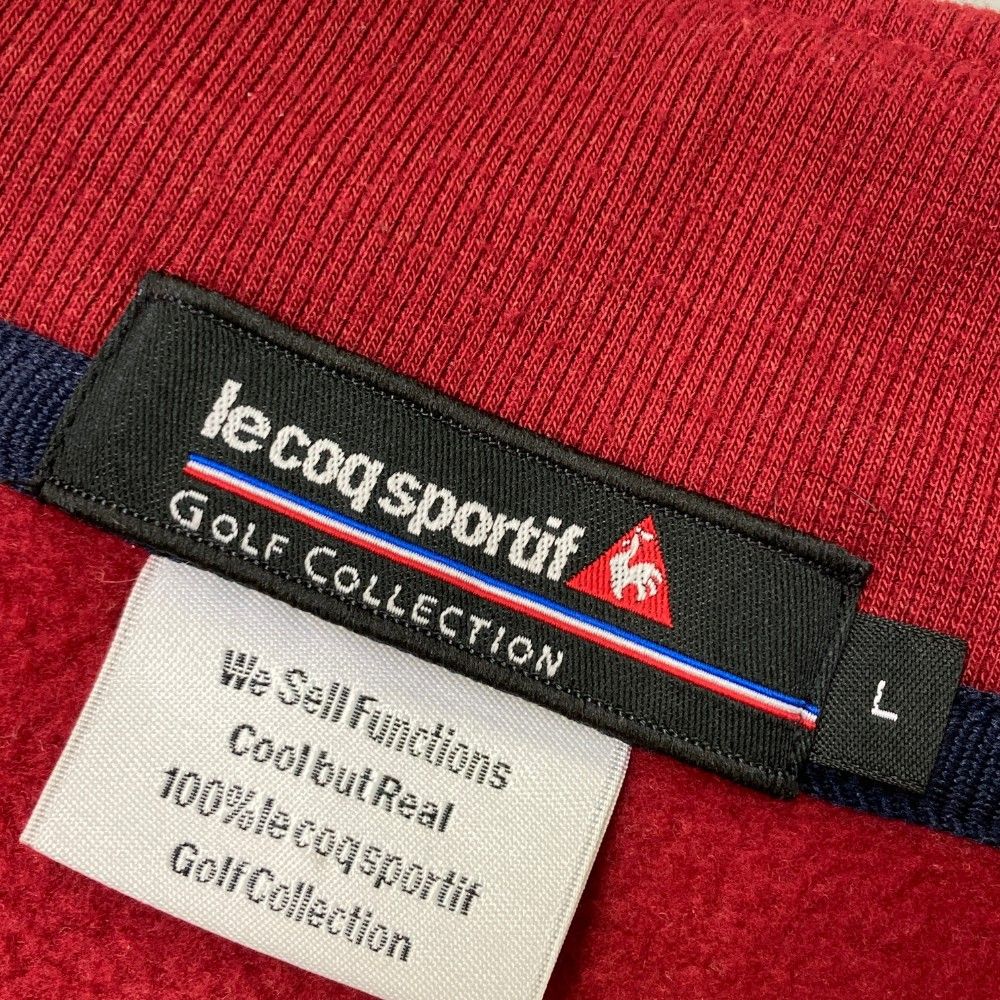 le coq sportif
GOLF COLLECTION
L
We Sell Functions
Cool but Real
100% le coq sportif
Golf Collection